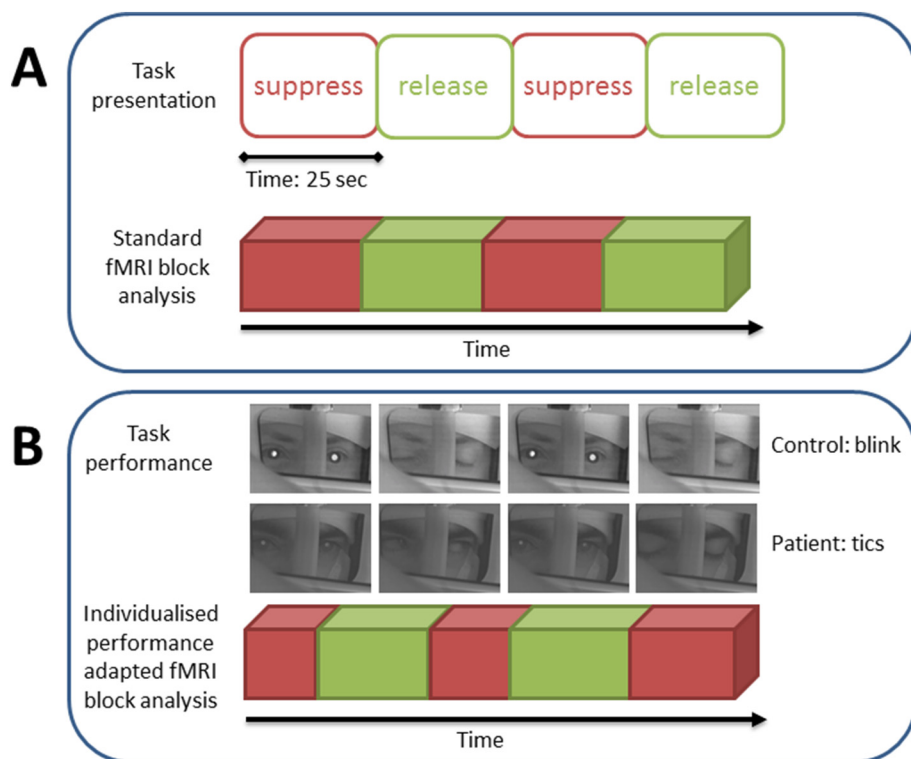 A
Task
presentation
suppress release suppress release
Time: 25 sec
Standard
fMRI block
analysis
Time
B
Task
performance
Control: blink
Patient: tics
Individualised
performance
adapted fMRI
block analysis
Time